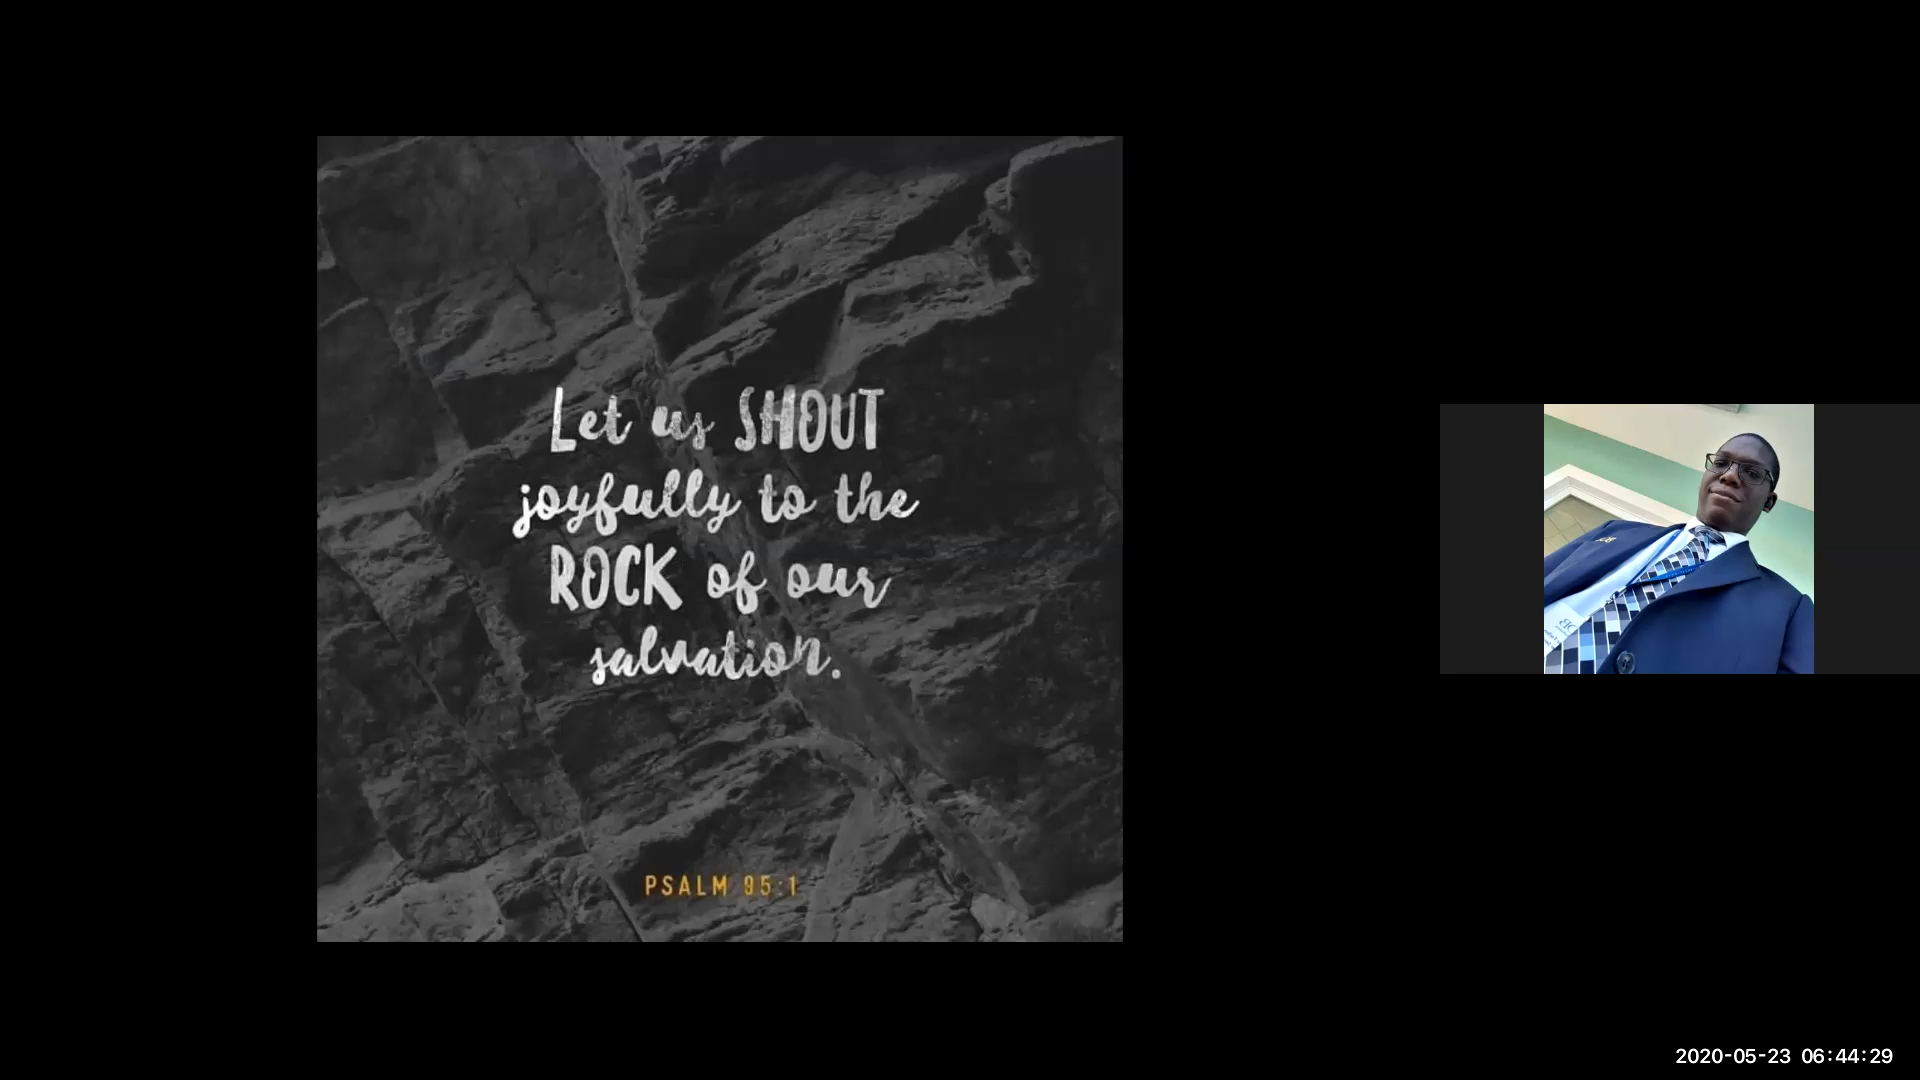 Let us SHOUT
joyfully to the
ROCK of our
salvation.
PSALM 95:1
2020-05-23 06:44:29